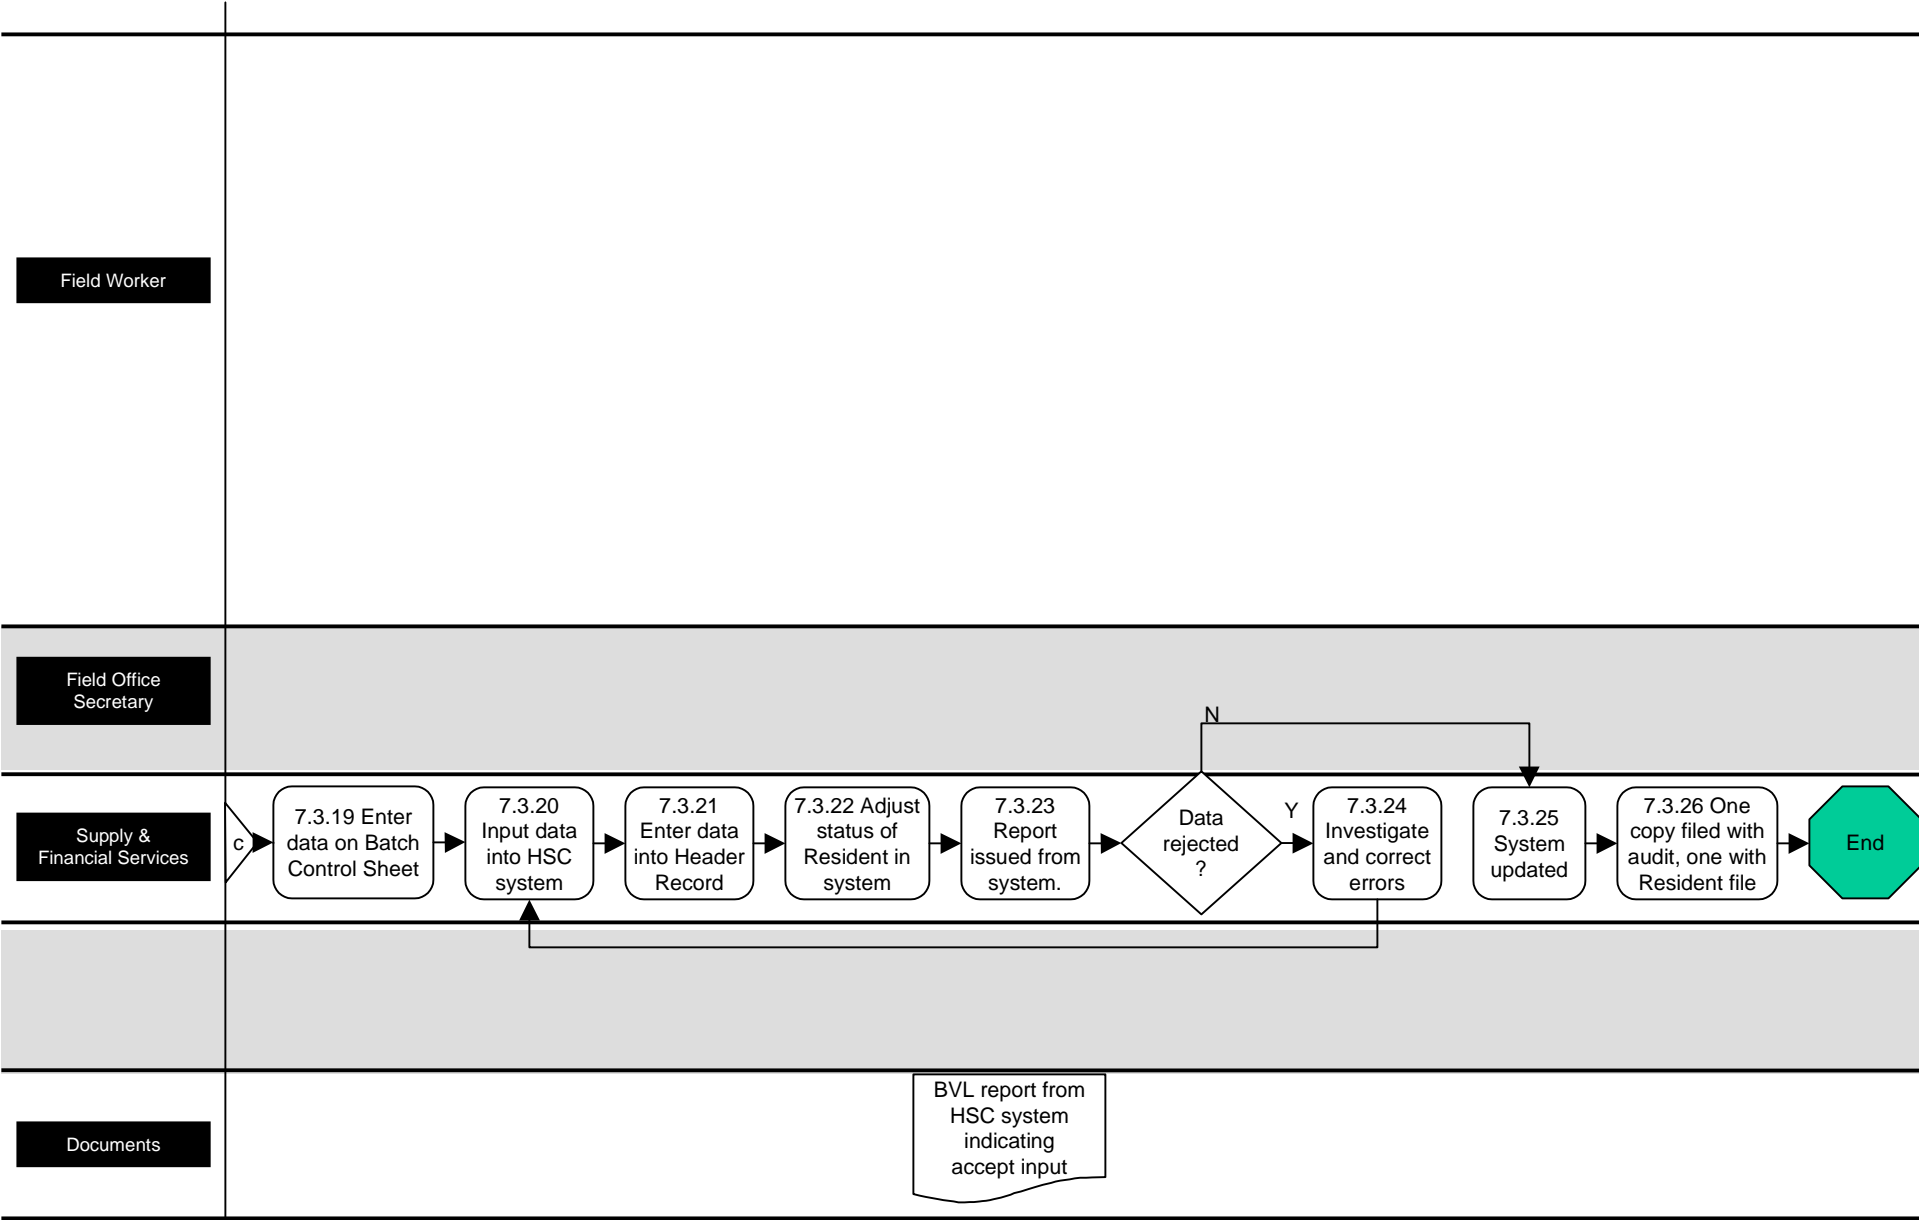 Field Worker
Field Office
Secretary
N
Supply &
Financial Services
c
7.3.19 Enter
data on Batch
Control Sheet
7.3.20
Input data
into HSC
system
7.3.21
Enter data
into Header
Record
7.3.22 Adjust
status of
Resident in
system
7.3.23
Report
issued from
system.
Data
rejected
?
Y
7.3.24
Investigate
and correct
errors
7.3.25
System
updated
7.3.26 One
copy filed with
audit, one with
Resident file
End
Documents
BVL report from
HSC system
indicating
accept input